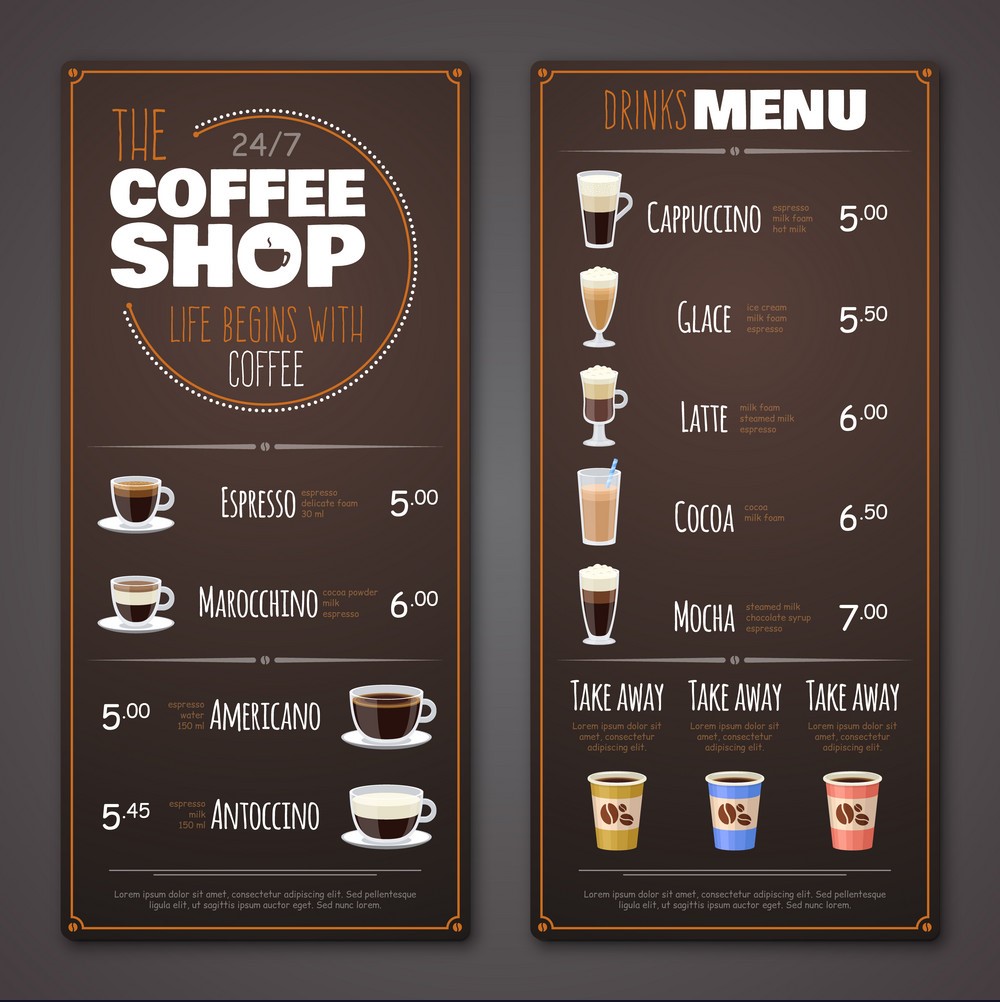 THE
24/7
COFFEE
SHOP
LIFE BEGINS WITH
COFFEE
ESPRESSO
espresso
delicate foam
30 ml
5.00
MAROCCHINO
cocoa powder
milk
espresso
6.00
5.00
espresso
water
150 ml
AMERICANO
5.45
espresso
milk
150 ml
ANTOCCINO
Lorem ipsum dolor sit amet, consectetur adipiscing elit. Sed pellentesque
ligula elit, ut sagittis ipsum auctor eget. Sed nunc lorem.
DRINKS MENU
CAPPUCCINO
espresso
milk foam
hot milk
5.00
GLACE
ice cream
milk foam
espresso
5.50
LATTE
milk foam
steamed milk
espresso
6.00
COCOA
cocoa
milk foam
6.50
MOCHA
steamed milk
chocolate syrup
espresso
7.00
TAKE AWAY
Lorem ipsum dolor sit
amet, consectetur
adipiscing elit.
TAKE AWAY
Lorem ipsum dolor sit
amet, consectetur
adipiscing elit.
TAKE AWAY
Lorem ipsum dolor sit
amet, consectetur
adipiscing elit.
Lorem ipsum dolor sit amet, consectetur adipiscing elit. Sed pellentesque
ligula elit, ut sagittis ipsum auctor eget. Sed nunc lorem.